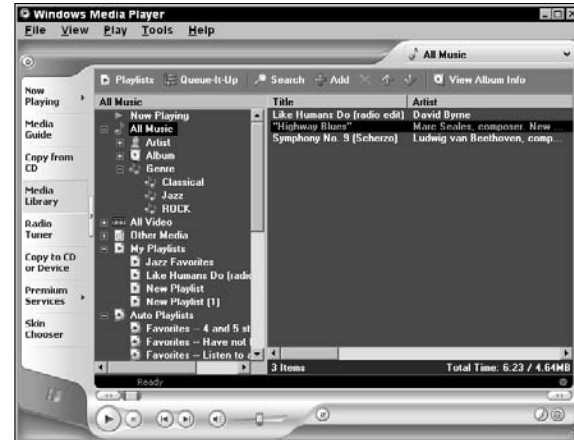 Windows Media Player
File View Play Tools Help
All Music
Playlists Queue-It-Up Search Add View Album Info
Now Playing
Media Guide
Copy from CD
Media Library
Radio Tuner
Copy to CD or Device
Premium Services
Skin Chooser
All Music
Now Playing
All Music
Artist
Album
Genre
Classical
Jazz
ROCK
All Video
Other Media
My Playlists
Jazz Favorites
Like Humans Do (radio
New Playlist
New Playlist (1)
Auto Playlists
Favorites -- 4 and 5 st
Favorites -- Have not
Favorites -- Listen to
Title Artist
Like Humans Do (radio edit) David Byrne
"Highway Blues" Marc Seales, composer. New ...
Symphony No. 9 (Scherzo) Ludwig van Beethoven, comp...
3 Items Total Time: 6:23 / 4.64MB
Ready